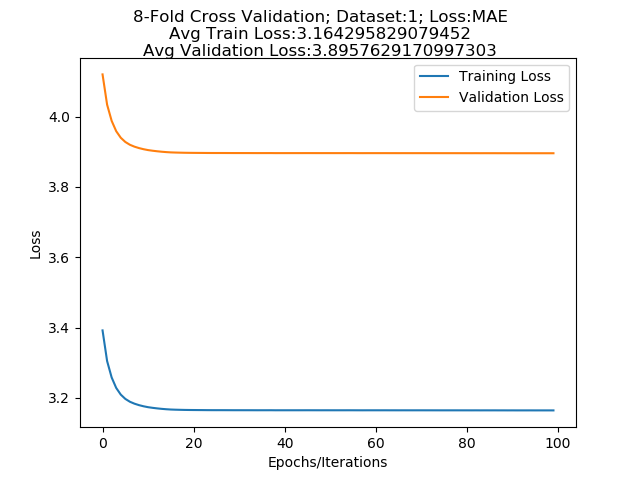 8-Fold Cross Validation; Dataset:1; Loss:MAE
Avg Train Loss:3.164295829079452
Avg Validation Loss:3.8957629170997303
Training Loss
Validation Loss
4.0
3.8
3.6
3.4
3.2
Loss
0 20 40 60 80 100
Epochs/Iterations